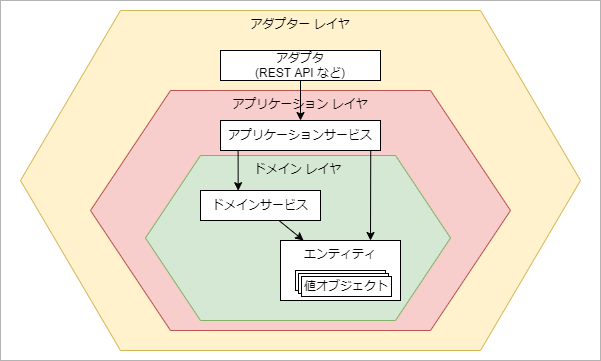 アダプター レイヤ
アダプタ
(REST API など)
アプリケーション レイヤ
アプリケーションサービス
ドメイン レイヤ
ドメインサービス
エンティティ
値オブジェクト